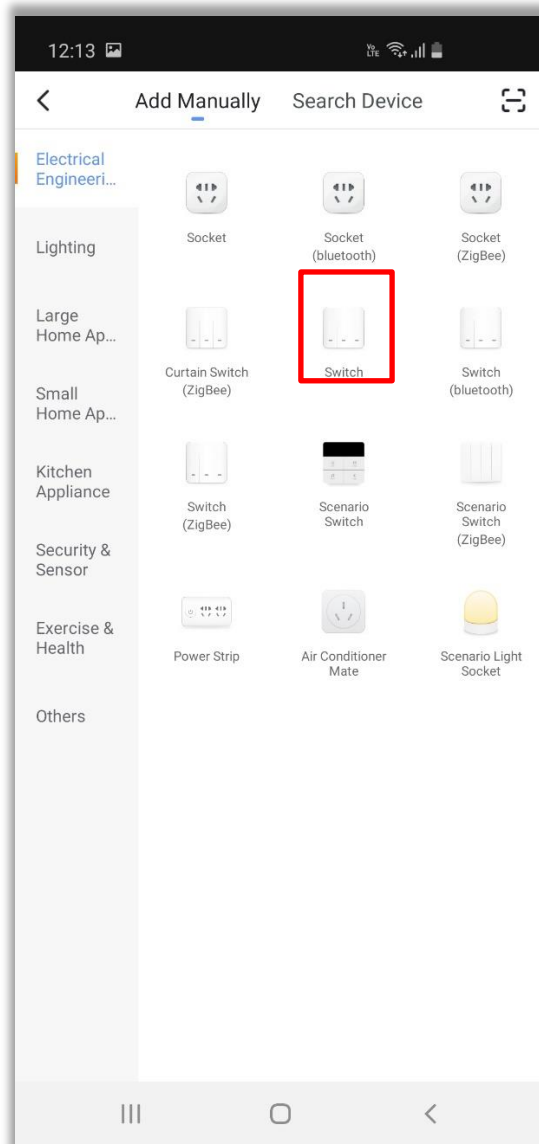 12:13
Vo
LTE
Add Manually
Search Device
Electrical
Engineeri...
Lighting
Large
Home Ap...
Small
Home Ap...
Kitchen
Appliance
Security &
Sensor
Exercise &
Health
Others
Socket
Socket
(bluetooth)
Socket
(ZigBee)
Curtain Switch
(ZigBee)
Switch
Switch
(bluetooth)
Switch
(ZigBee)
Scenario
Switch
Scenario
Switch
(ZigBee)
Power Strip
Air Conditioner
Mate
Scenario Light
Socket